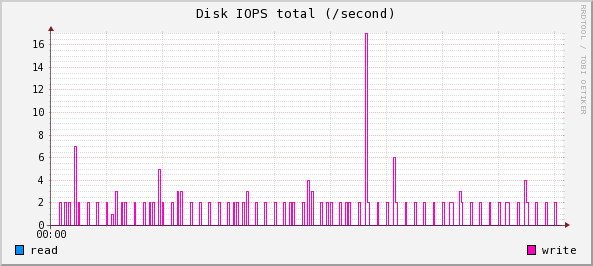 Disk IOPS total (/second)
RRDTOOL / TOBI OETIKER
16
14
12
10
8
6
4
2
0
00:00
read
write